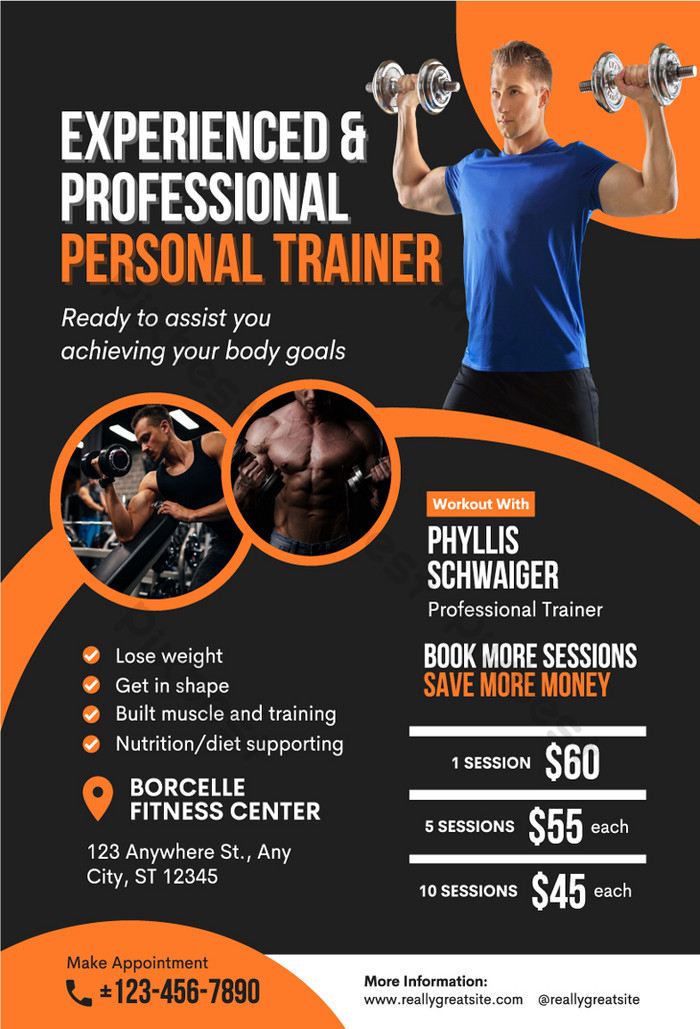 EXPERIENCED &
PROFESSIONAL
PERSONAL TRAINER
Ready to assist you
achieving your body goals
Workout With
PHYLLIS
SCHWAIGER
Professional Trainer
BOOK MORE SESSIONS
SAVE MORE MONEY
1 SESSION $60
5 SESSIONS $55 each
10 SESSIONS $45 each
Lose weight
Get in shape
Built muscle and training
Nutrition/diet supporting
BORCELLE
FITNESS CENTER
123 Anywhere St., Any
City, ST 12345
Make Appointment
±123-456-7890
More Information:
www.reallygreatsite.com @reallygreatsite